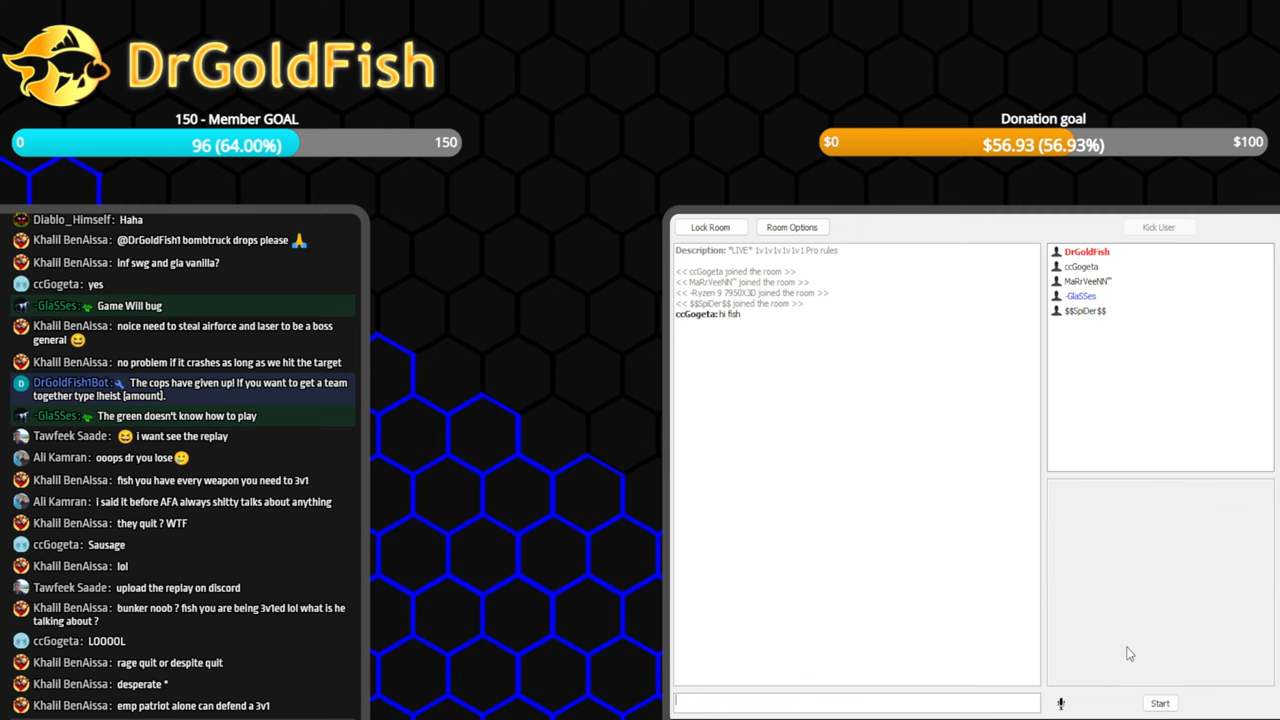 DrGoldFish
150 - Member GOAL
0
96 (64.00%)
150
Donation goal
$0
$56.93 (56.93%)
$100
Diablo_Himself: Haha
Khalil BenAissa: @DrGoldFish1 bombtruck drops please 🙏
Khalil BenAissa: inf swg and gla vanilla?
ccGogeta: yes
-GlaSSes: Game Will bug
Khalil BenAissa: noice need to steal airforce and laser to be a boss
general 😄
Khalil BenAissa: no problem if it crashes as long as we hit the target
D DrGoldFIsh1Bot: The cops have given up! If you want to get a team
together type !heist [amount].
-GlaSSes: The green doesn't know how to play
Tawfeek Saade: 😆 i want see the replay
Ali Kamran: ooops dr you lose🥲
Khalil BenAissa: fish you have every weapon you need to 3v1
Ali Kamran: i said it before AFA always shitty talks about anything
Khalil BenAissa: they quit ? WTF
ccGogeta: Sausage
Khalil BenAissa: lol
Tawfeek Saade: upload the replay on discord
Khalil BenAissa: bunker noob ? fish you are being 3v1ed lol what is he
talking about ?
ccGogeta: LOOOOL
Khalil BenAissa: rage quit or despite quit
Khalil BenAissa: desperate *
Khalil BenAissa: emp patriot alone can defend a 3v1
Lock Room
Room Options
Kick User
Description: *LIVE* 1v1v1v1v1v1 Pro rules
<< ccGogeta joined the room >>
<< MaRrVeeNN™ joined the room >>
<< -Ryzen 9 7950X3D joined the room >>
<< $$SpiDer$$ joined the room >>
ccGogeta: hi fish
DrGoldFish
ccGogeta
MaRrVeeNN™
-GlaSSes
$$SpiDer$$
Start